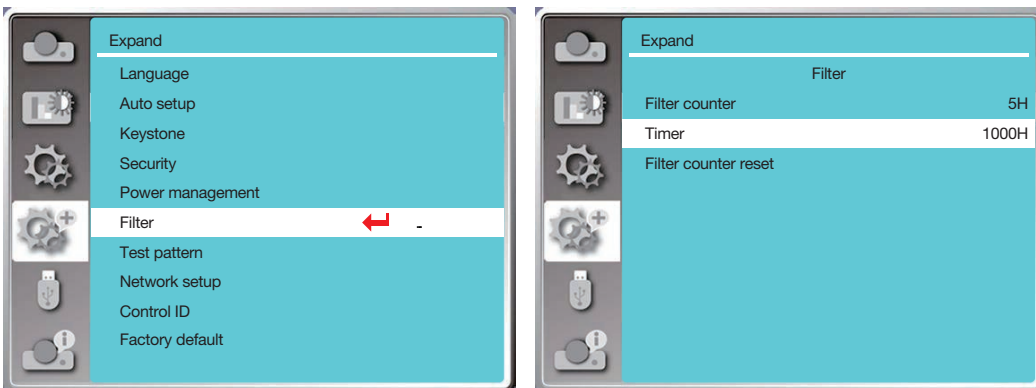 Expand
Language
Auto setup
Keystone
Security
Power management
Filter -
Test pattern
Network setup
Control ID
Factory default
Expand
Filter
Filter counter 5H
Timer 1000H
Filter counter reset